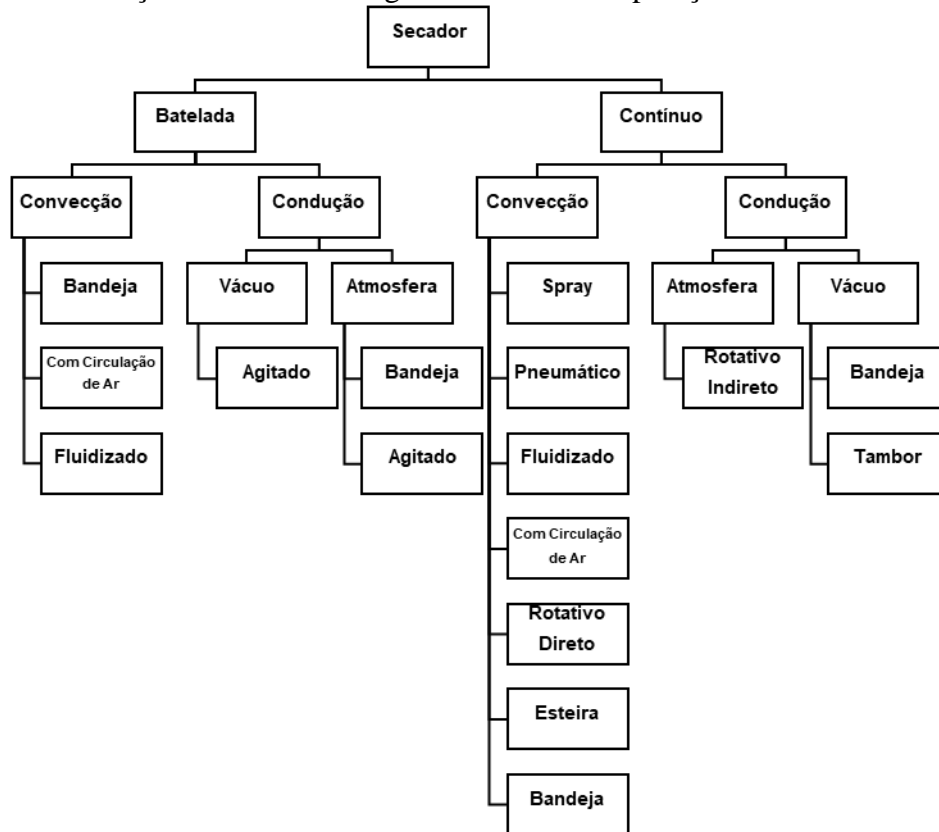 Secador
Batelada
Contínuo
Convecção
Condução
Convecção
Condução
Bandeja
Vácuo
Atmosfera
Spray
Atmosfera
Vácuo
Com Circulação
de Ar
Agitado
Bandeja
Pneumático
Rotativo
Indireto
Bandeja
Fluidizado
Agitado
Fluidizado
Tambor
Com Circulação
de Ar
Rotativo
Direto
Esteira
Bandeja